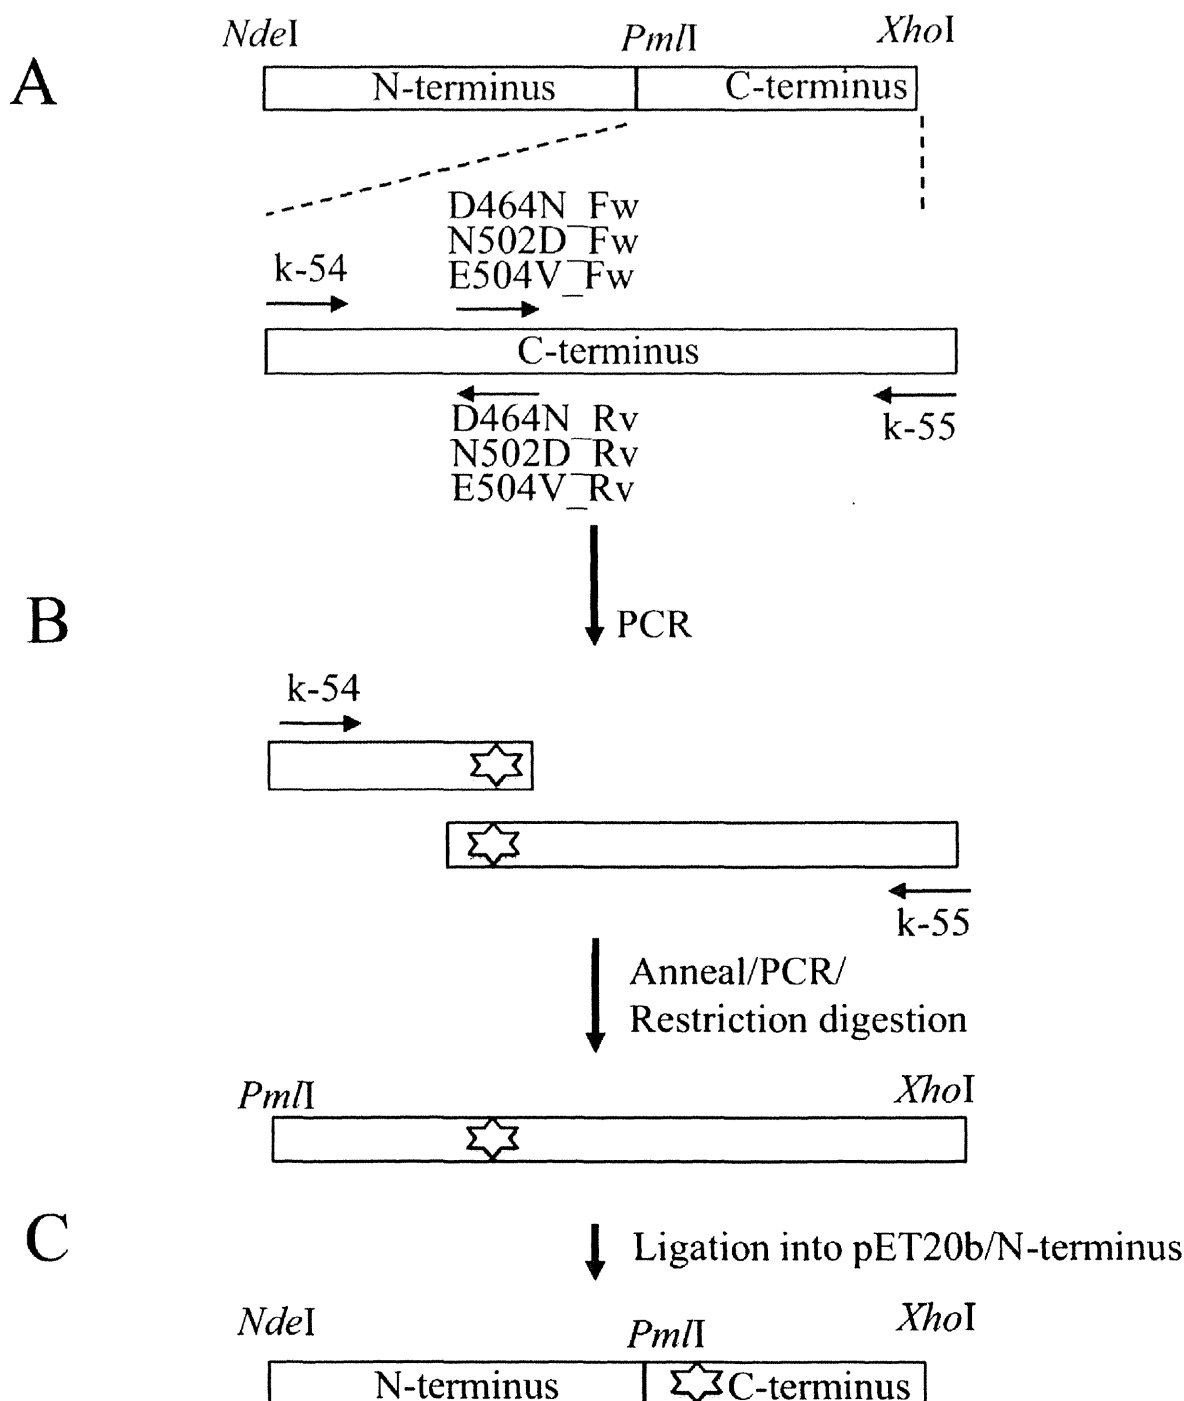 NdeI PmlI XhoI
A
N-terminus C-terminus
D464N_Fw
N502D_Fw
k-54 E504V_Fw
C-terminus
D464N_Rv k-55
N502D_Rv
E504V_Rv
B
PCR
k-54
k-55
Anneal/PCR/
Restriction digestion
PmlI XhoI
C
Ligation into pET20b/N-terminus
NdeI PmlI XhoI
N-terminus C-terminus